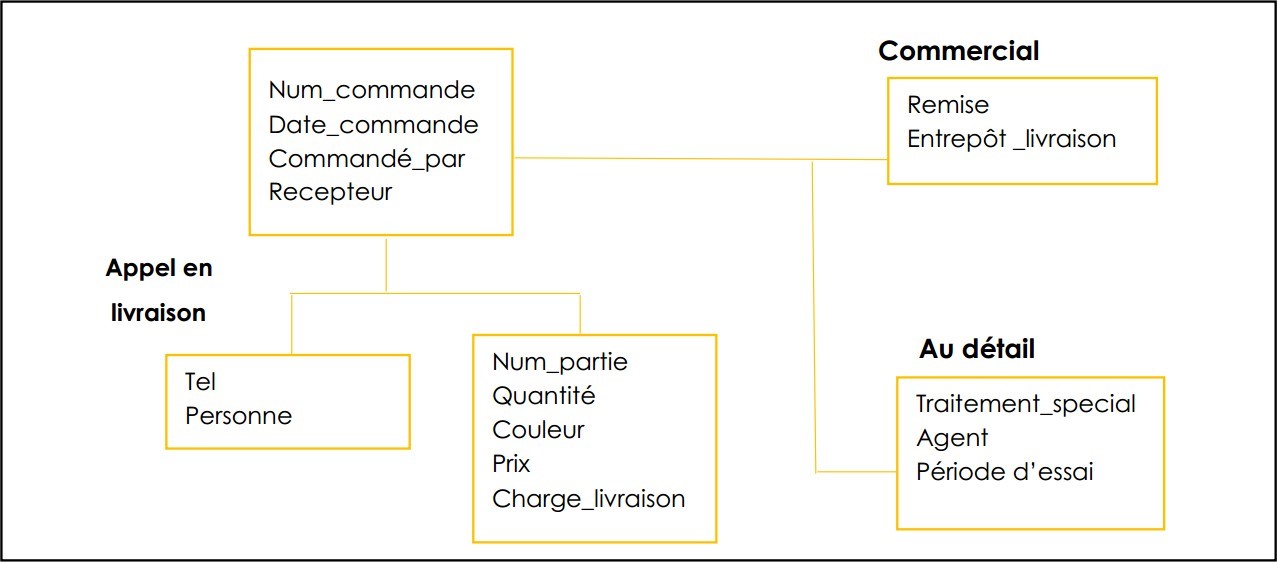 Num_commande
Date_commande
Commandé_par
Recepteur
Commercial
Remise
Entrepôt _livraison
Appel en
livraison
Tel
Personne
Num_partie
Quantité
Couleur
Prix
Charge_livraison
Au détail
Traitement_special
Agent
Période d’essai